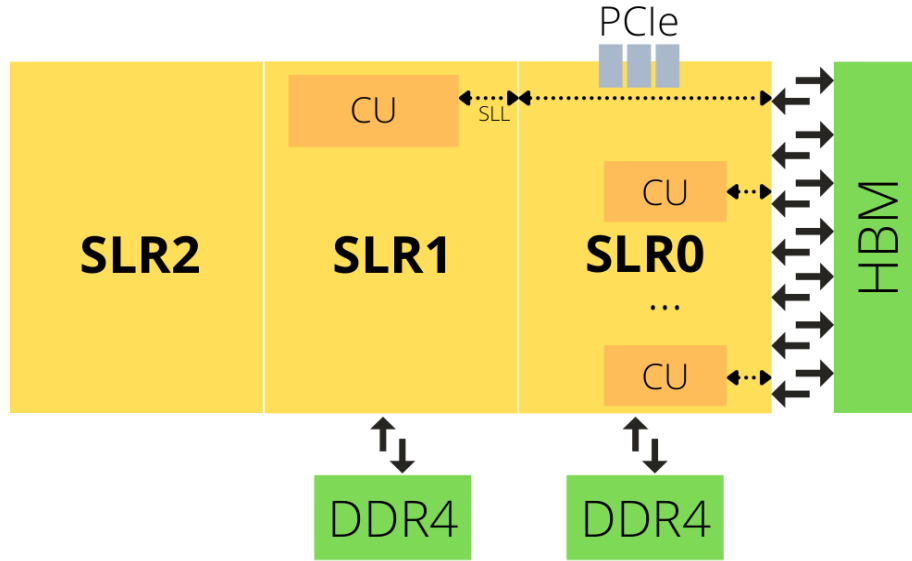 PCIe
CU
SLL
CU
SLR2
SLR1
SLR0
HBM
...
CU
DDR4
DDR4